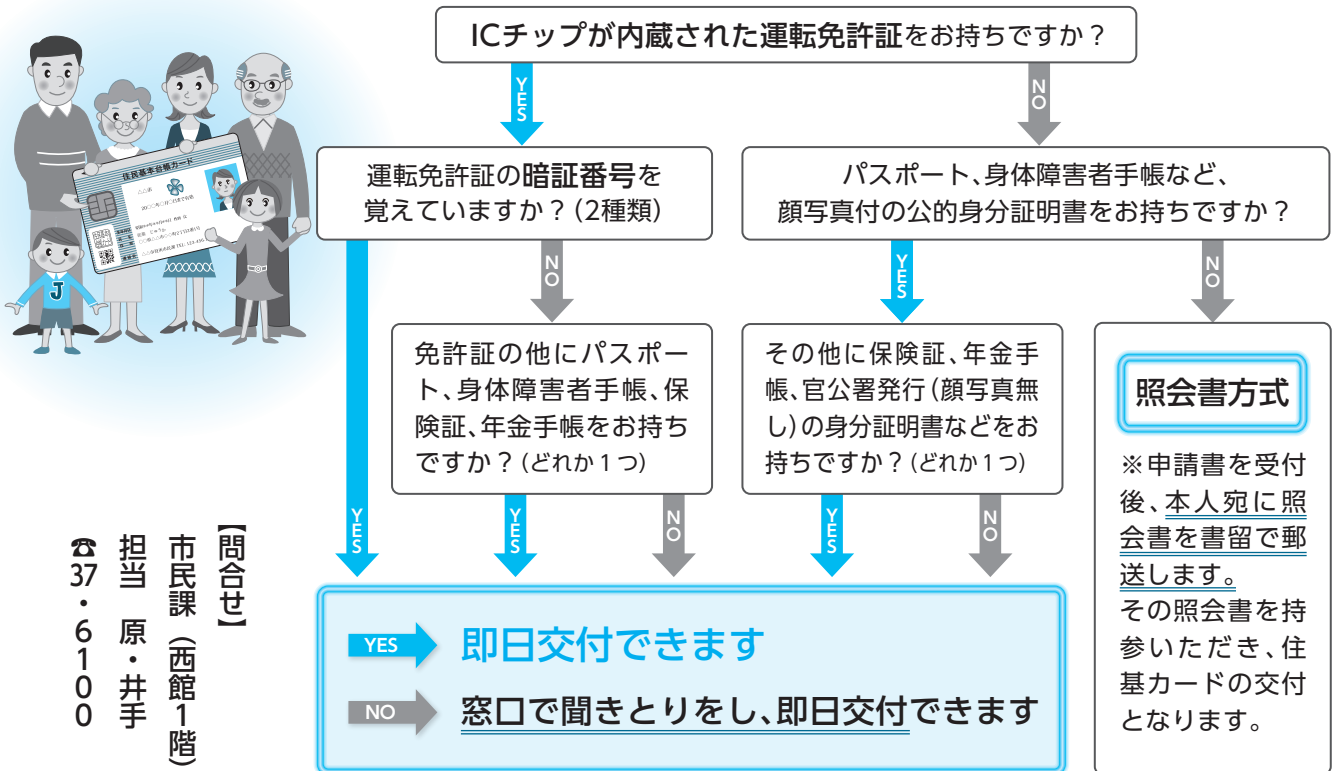 ICチップが内蔵された運転免許証をお持ちですか？
YES
NO
運転免許証の暗証番号を
覚えていますか？(2種類)
パスポート、身体障害者手帳など、
顔写真付の公的身分証明書をお持ちですか？
NO
YES
NO
免許証の他にパスポー
ト、身体障害者手帳、保
険証、年金手帳をお持ち
ですか？(どれか1つ)
その他に保険証、年金手
帳、官公署発行(顔写真無
し)の身分証明書などをお
持ちですか？(どれか1つ)
照会書方式
※申請書を受付
後、本人宛に照
会書を書留で郵
送します。
その照会書を持
参いただき、住
基カードの交付
となります。
YES
YES
NO
YES
NO
YES 即日交付できます
NO 窓口で聞きとりをし、即日交付できます
【問合せ】
市民課（西館1階）
担当　原・井手
☎37・6100
住民基本台帳カード
J